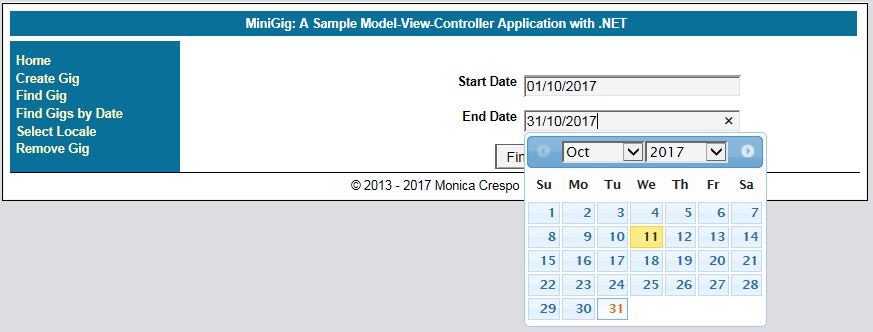 MiniGig: A Sample Model-View-Controller Application with .NET
Home
Create Gig
Find Gig
Find Gigs by Date
Select Locale
Remove Gig
Start Date 01/10/2017
End Date 31/10/2017 ×
Fin
© 2013 - 2017 Monica Crespo
Oct 2017
Su Mo Tu We Th Fr Sa
1 2 3 4 5 6 7
8 9 10 11 12 13 14
15 16 17 18 19 20 21
22 23 24 25 26 27 28
29 30 31